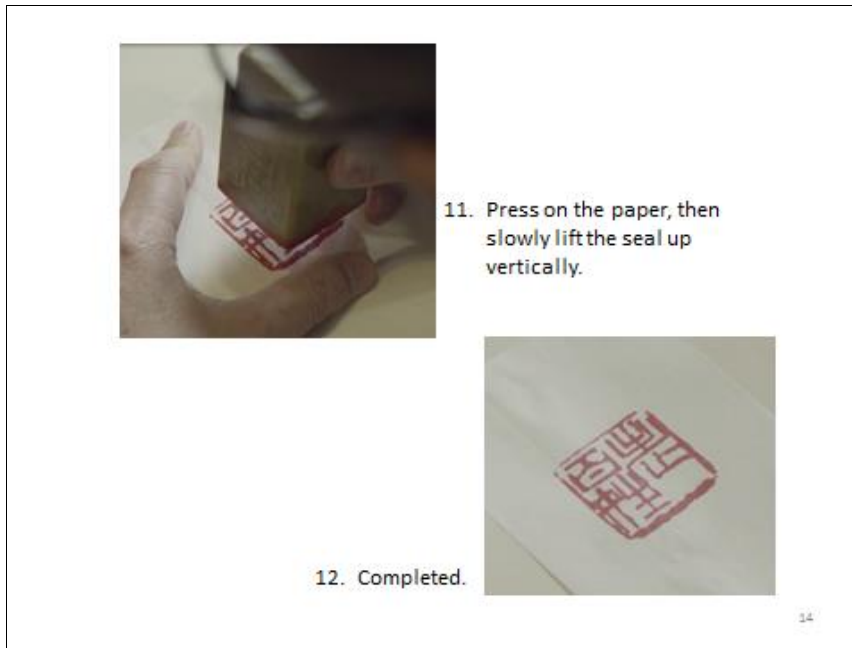 11. Press on the paper, then
slowly lift the seal up
vertically.
12. Completed.
14